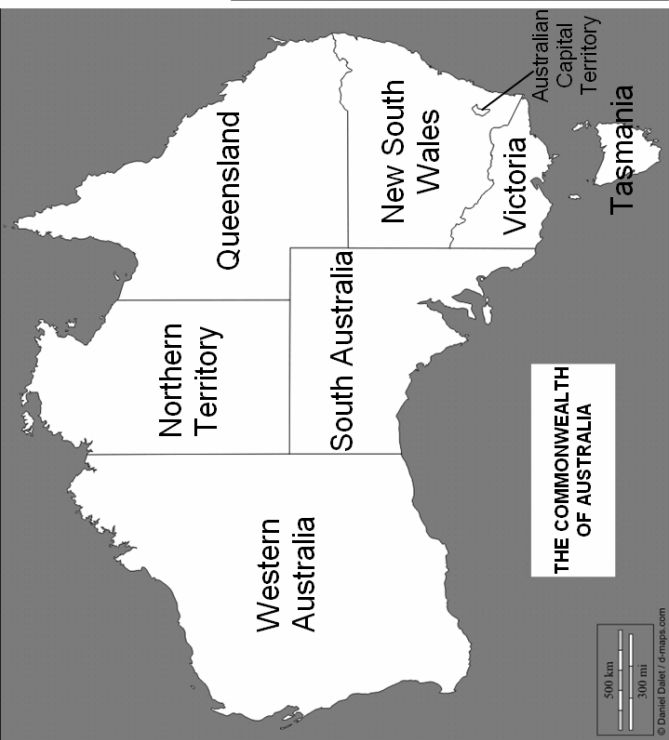 Australian
Capital
Territory
Tasmania
Queensland
New South
Wales
Victoria
Northern
Territory
South Australia
Western
Australia
THE COMMONWEALTH
OF AUSTRALIA
500 km
300 mi
© Daniel Dalet / d-maps.com